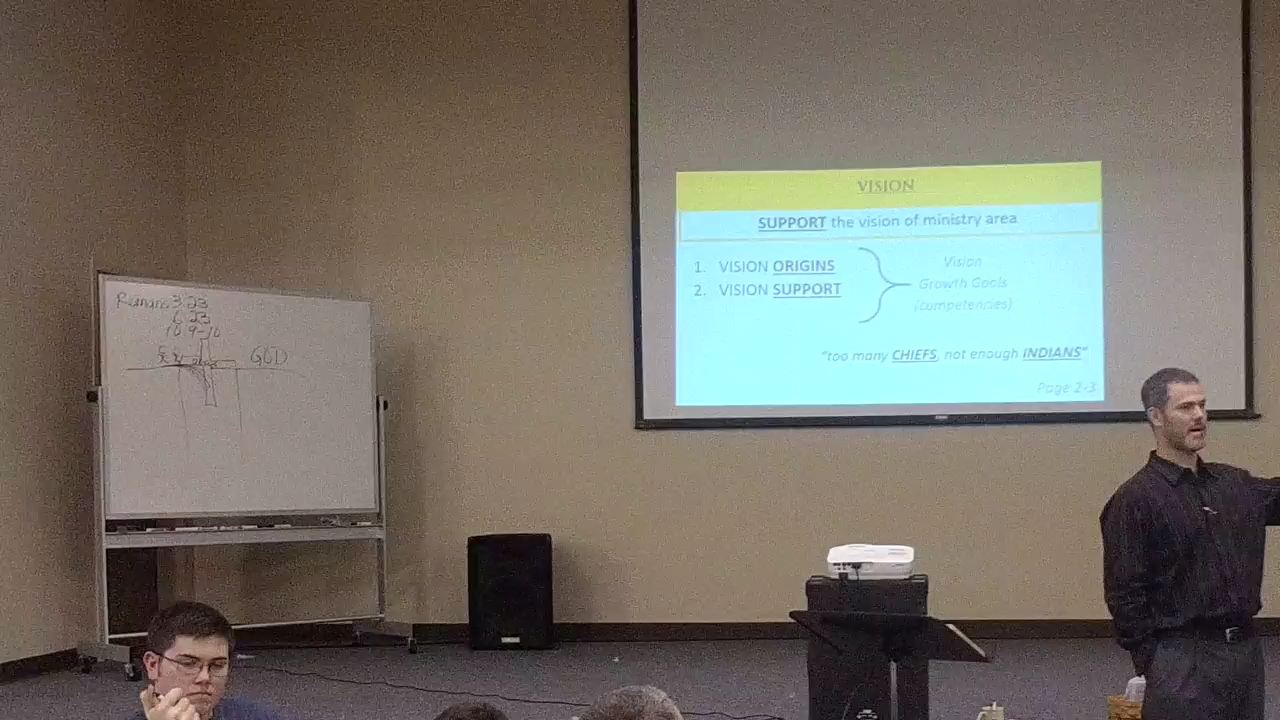 Romans 3 23
6 23
10 9-10
GOD
VISION
SUPPORT the vision of ministry area
1. VISION ORIGINS
2. VISION SUPPORT
Vision
Growth Goals
(competencies)
"too many CHIEFS, not enough INDIANS"
Page 2-3